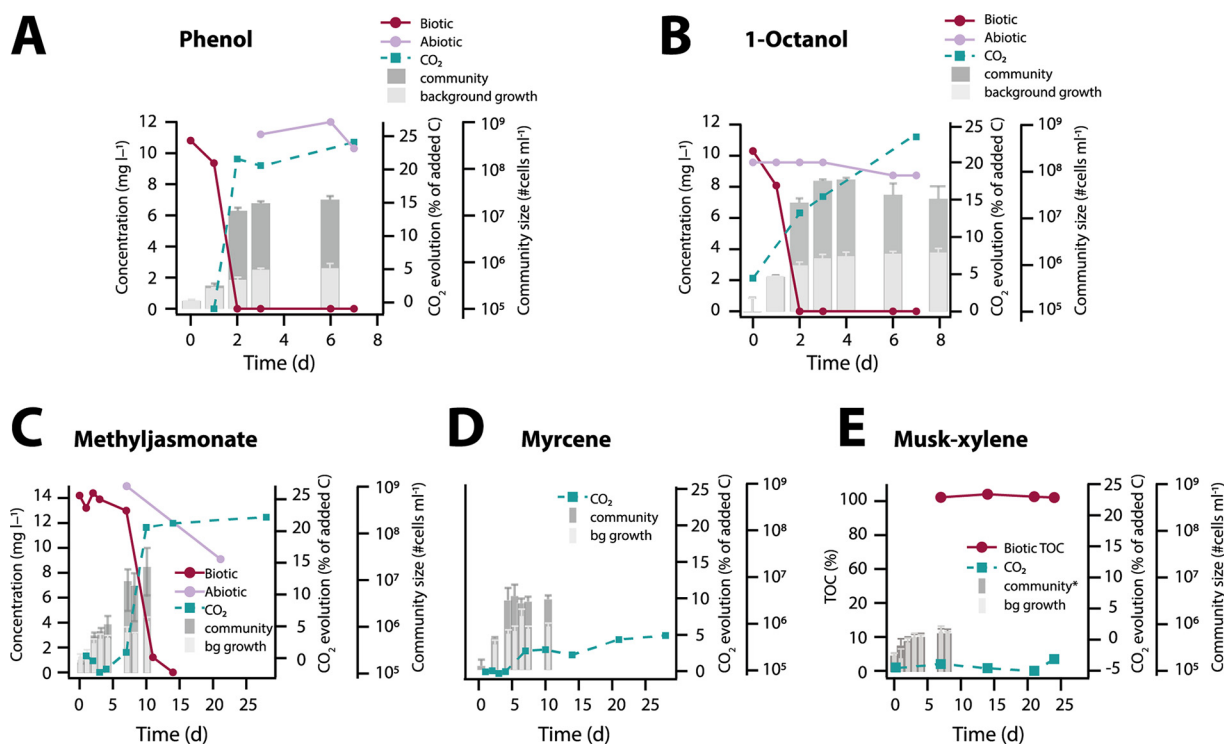 A
Phenol
Biotic
Abiotic
CO₂
community
background growth
Concentration (mg l–¹)
12
10
8
6
4
2
0
0 2 4 6 8
Time (d)
25
20
15
10
5
0
CO₂ evolution (% of added C)
10⁹
10⁸
10⁷
10⁶
10⁵
Community size (#cells ml⁻¹)
B
1-Octanol
Biotic
Abiotic
CO₂
community
background growth
Concentration (mg l–¹)
12
10
8
6
4
2
0
0 2 4 6 8
Time (d)
25
20
15
10
5
0
CO₂ evolution (% of added C)
10⁹
10⁸
10⁷
10⁶
10⁵
Community size (#cells ml⁻¹)
C
Methyljasmonate
Concentration (mg l–¹)
14
12
10
8
6
4
2
0
Biotic
Abiotic
CO₂
community
bg growth
0 5 10 15 20 25
Time (d)
25
20
15
10
5
0
CO₂ evolution (% of added C)
10⁹
10⁸
10⁷
10⁶
10⁵
Community size (#cells ml⁻¹)
D
Myrcene
CO₂
community
bg growth
0 5 10 15 20 25
Time (d)
25
20
15
10
5
0
CO₂ evolution (% of added C)
10⁹
10⁸
10⁷
10⁶
10⁵
Community size (#cells ml⁻¹)
E
Musk-xylene
TOC (%)
100
80
60
20
10
0
Biotic TOC
CO₂
community*
bg growth
0 5 10 15 20 25
Time (d)
25
20
15
10
5
0
-5
CO₂ evolution (% of added C)
10⁹
10⁸
10⁷
10⁶
10⁵
Community size (#cells ml⁻¹)